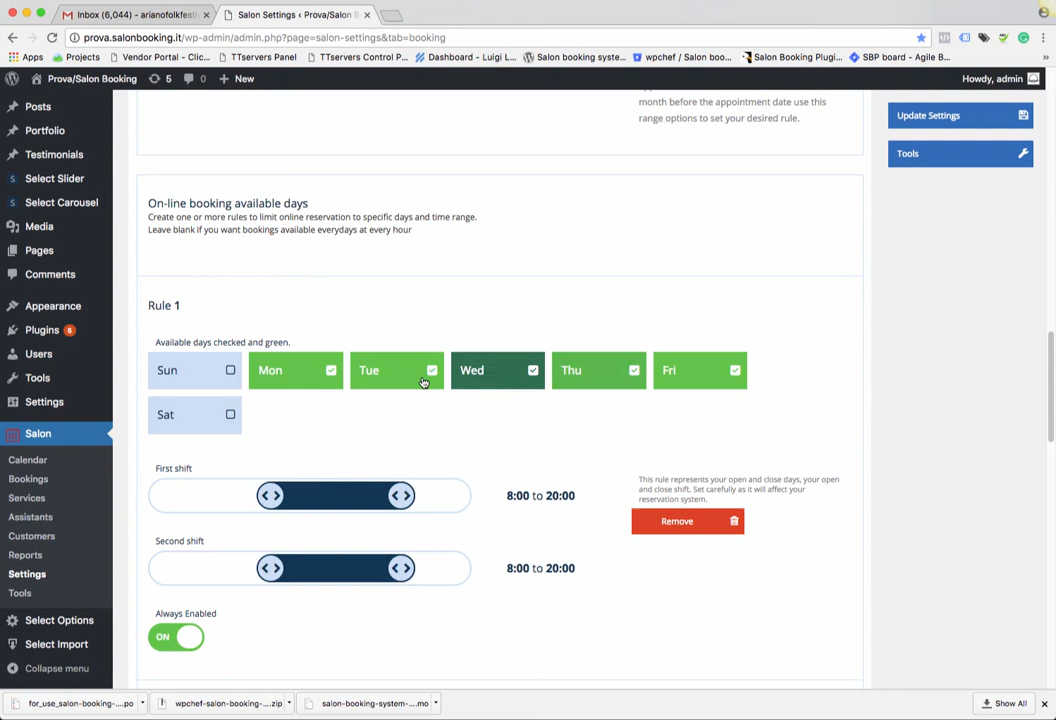 Inbox (6,044) - arianofolkfesti
Salon Settings ‹ Prova/Salon B
prova.salonbooking.it/wp-admin/admin.php?page=salon-settings&tab=booking
Apps
Projects
Vendor Portal - Clic...
TTservers Panel
TTservers Control P...
Dashboard - Luigi L...
Salon booking syste...
wpchef / Salon boo...
Salon Booking Plugi...
SBP board - Agile B...
»
Prova/Salon Booking
5
0
New
Howdy, admin
Posts
Portfolio
Testimonials
Select Slider
Select Carousel
Media
Pages
Comments
Appearance
Plugins 6
Users
Tools
Settings
Salon
Calendar
Bookings
Services
Assistants
Customers
Reports
Settings
Tools
Select Options
Select Import
Collapse menu
month before the appointment date use this
range options to set your desired rule.
Update Settings
Tools
On-line booking available days
Create one or more rules to limit online reservation to specific days and time range.
Leave blank if you want bookings available everydays at every hour
Rule 1
Available days checked and green.
Sun
Mon
Tue
Wed
Thu
Fri
Sat
First shift
8:00 to 20:00
This rule represents your open and close days, your open
and close shift. Set carefully as it will affect your
reservation system.
Remove
Second shift
8:00 to 20:00
Always Enabled
ON
for_use_salon-booking-....po
wpchef-salon-booking-....zip
salon-booking-system-....mo
Show All